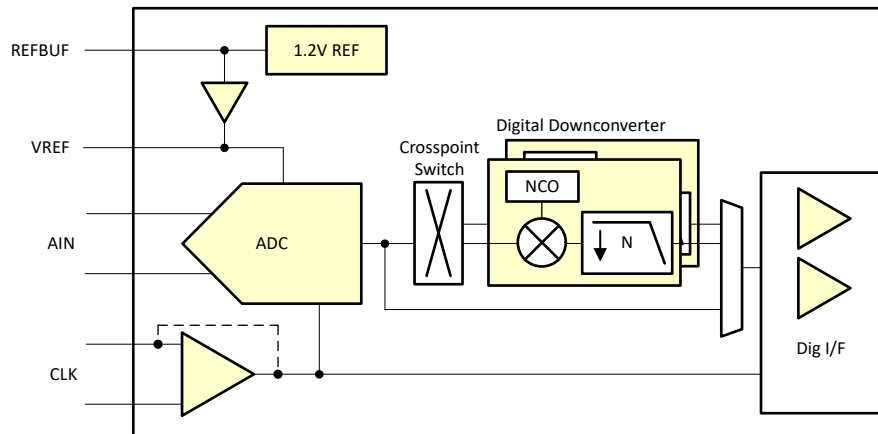 REFBUF
1.2V REF
VREF
Digital Downconverter
Crosspoint
Switch
NCO
AIN
ADC
N
Dig I/F
CLK